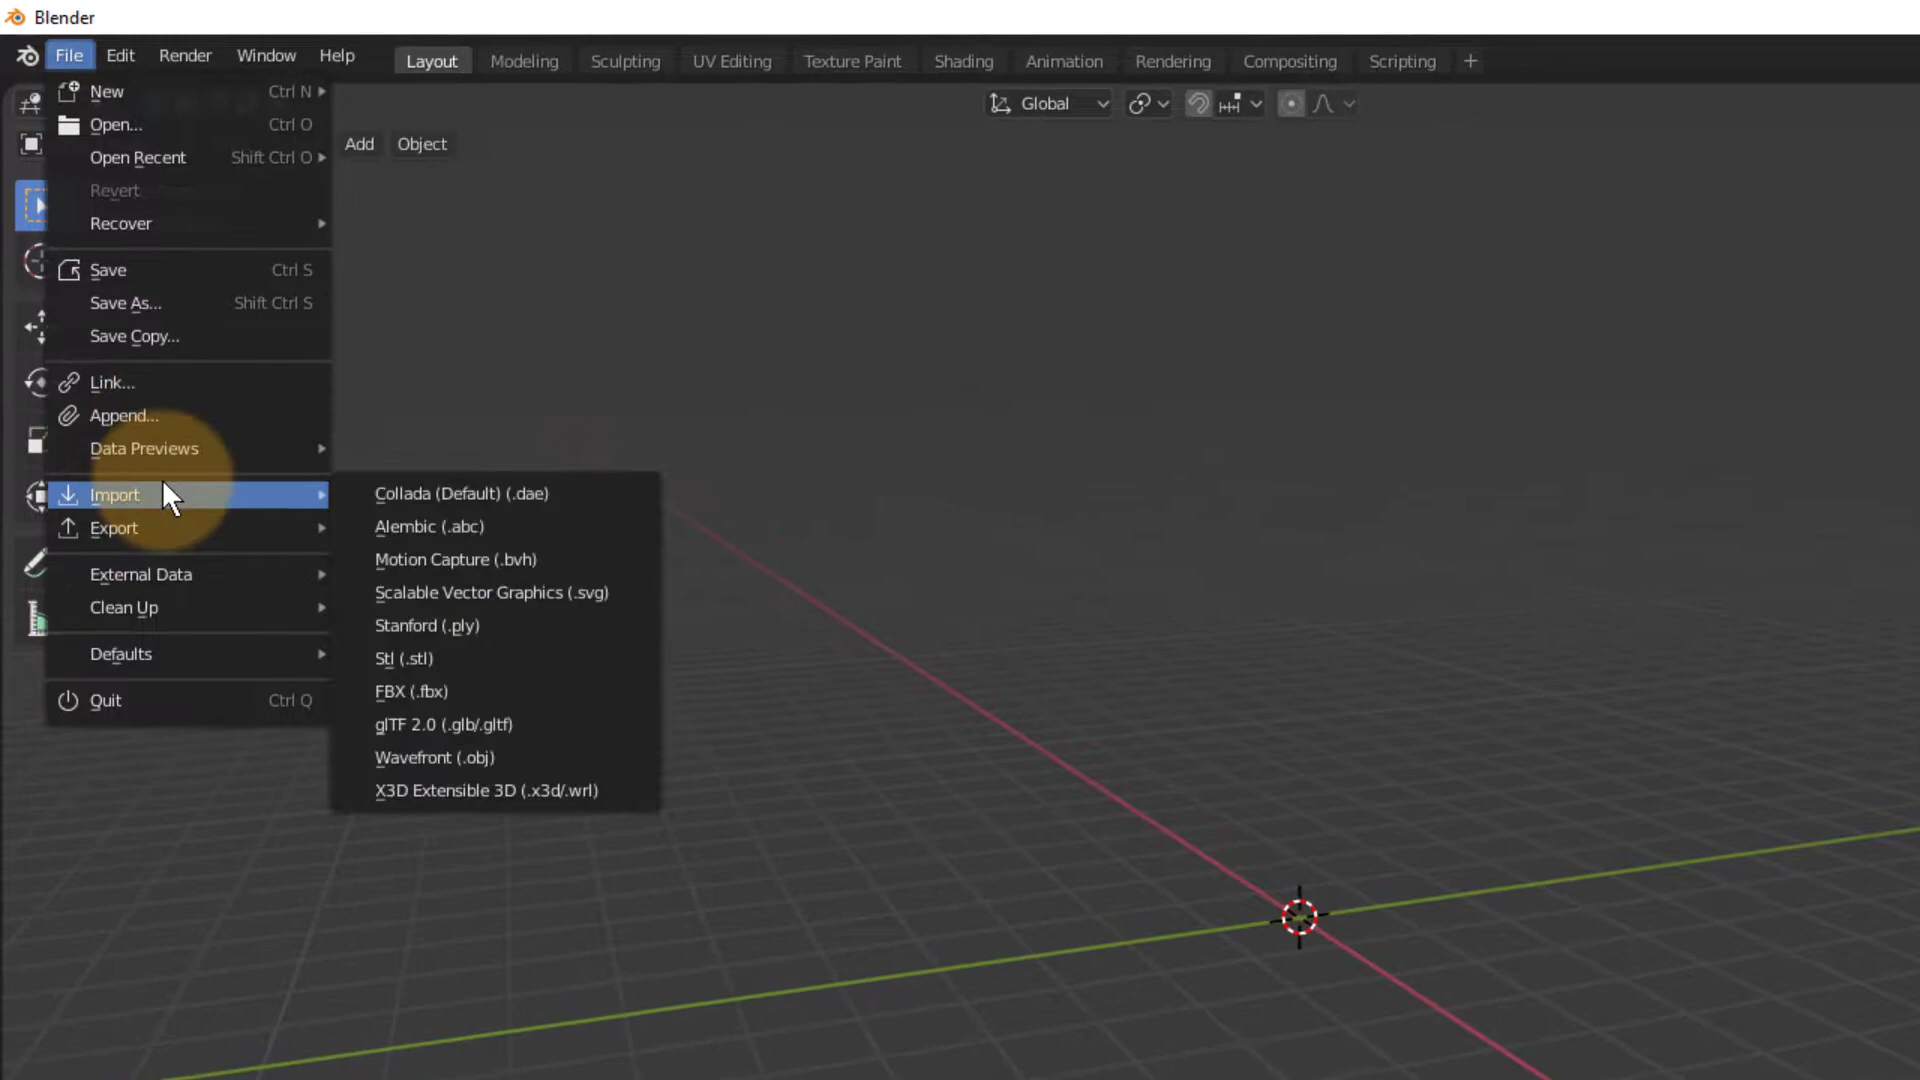 Blender
File Edit Render Window Help Layout Modeling Sculpting UV Editing Texture Paint Shading Animation Rendering Compositing Scripting +
New Ctrl N
Global
Open... Ctrl O
Add Object
Open Recent Shift Ctrl O
Revert
Recover
Save Ctrl S
Save As... Shift Ctrl S
Save Copy...
Link...
Append...
Data Previews
Import
Export
External Data
Clean Up
Defaults
Quit Ctrl Q
Collada (Default) (.dae)
Alembic (.abc)
Motion Capture (.bvh)
Scalable Vector Graphics (.svg)
Stanford (.ply)
Stl (.stl)
FBX (.fbx)
glTF 2.0 (.glb/.gltf)
Wavefront (.obj)
X3D Extensible 3D (.x3d/.wrl)